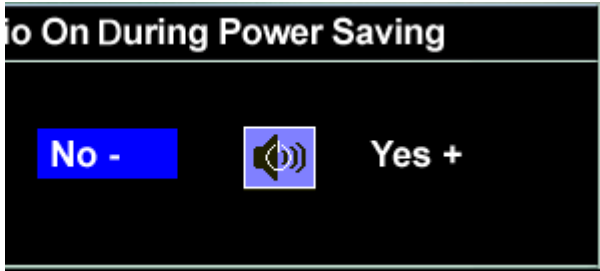 io On During Power Saving
No - Yes +